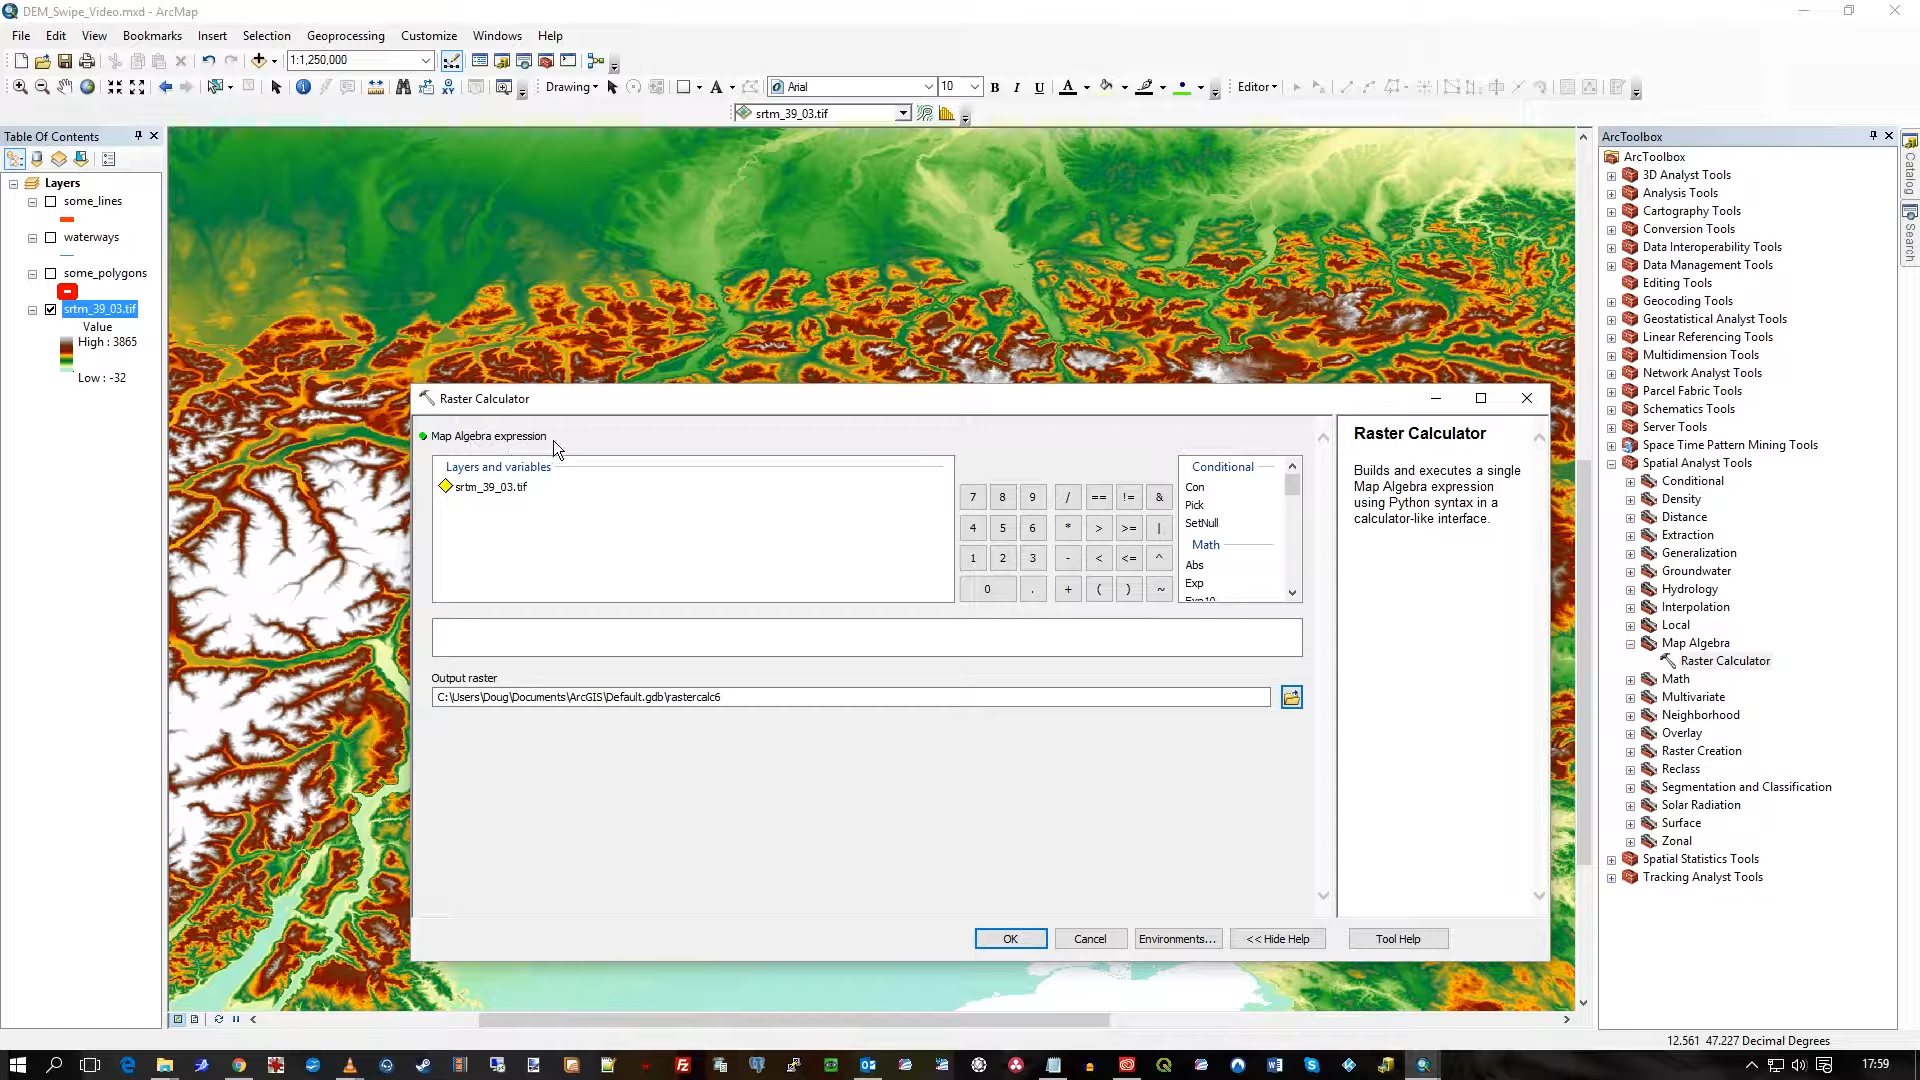 DEM_Swipe_Video.mxd - ArcMap
File Edit View Bookmarks Insert Selection Geoprocessing Customize Windows Help
1:1,250,000
Drawing Arial 10 B I U A Editor
srtm_39_03.tif
Table Of Contents
Layers
some_lines
waterways
some_polygons
srtm_39_03.tif
Value
High : 3865
Low : -32
Raster Calculator
Map Algebra expression
Layers and variables
srtm_39_03.tif
7 8 9 / == != &
4 5 6 * > >= |
1 2 3 - < <= ^
0 . + ( ) ~
Conditional
Con
Pick
SetNull
Math
Abs
Exp
Exp10
Output raster
C:\Users\Doug\Documents\ArcGIS\Default.gdb\rastercalc6
OK Cancel Environments... << Hide Help Tool Help
Raster Calculator
Builds and executes a single
Map Algebra expression
using Python syntax in a
calculator-like interface.
ArcToolbox
ArcToolbox
3D Analyst Tools
Analysis Tools
Cartography Tools
Conversion Tools
Data Interoperability Tools
Data Management Tools
Editing Tools
Geocoding Tools
Geostatistical Analyst Tools
Linear Referencing Tools
Multidimension Tools
Network Analyst Tools
Parcel Fabric Tools
Schematics Tools
Server Tools
Space Time Pattern Mining Tools
Spatial Analyst Tools
Conditional
Density
Distance
Extraction
Generalization
Groundwater
Hydrology
Interpolation
Local
Map Algebra
Raster Calculator
Math
Multivariate
Neighborhood
Overlay
Raster Creation
Reclass
Segmentation and Classification
Solar Radiation
Surface
Zonal
Spatial Statistics Tools
Tracking Analyst Tools
Catalog
Search
12.561 47.227 Decimal Degrees
17:59